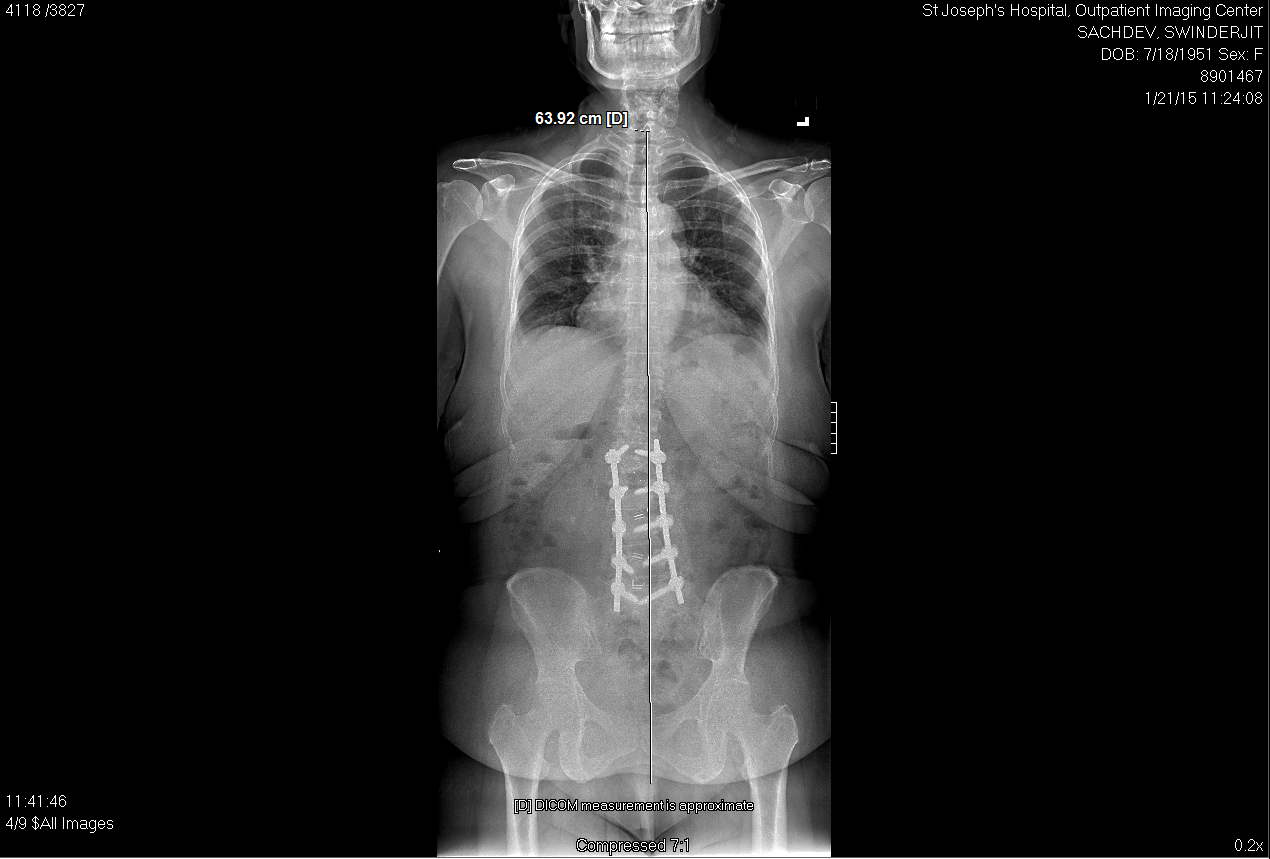 4118 /3827
St Joseph's Hospital, Outpatient Imaging Center
SACHDEV, SWINDERJIT
DOB: 7/18/1951 Sex: F
8901467
1/21/15 11:24:08
63.92 cm [D]
11:41:46
4/9 $All Images
[D] DICOM measurement is approximate
Compressed 7:1
0.2x